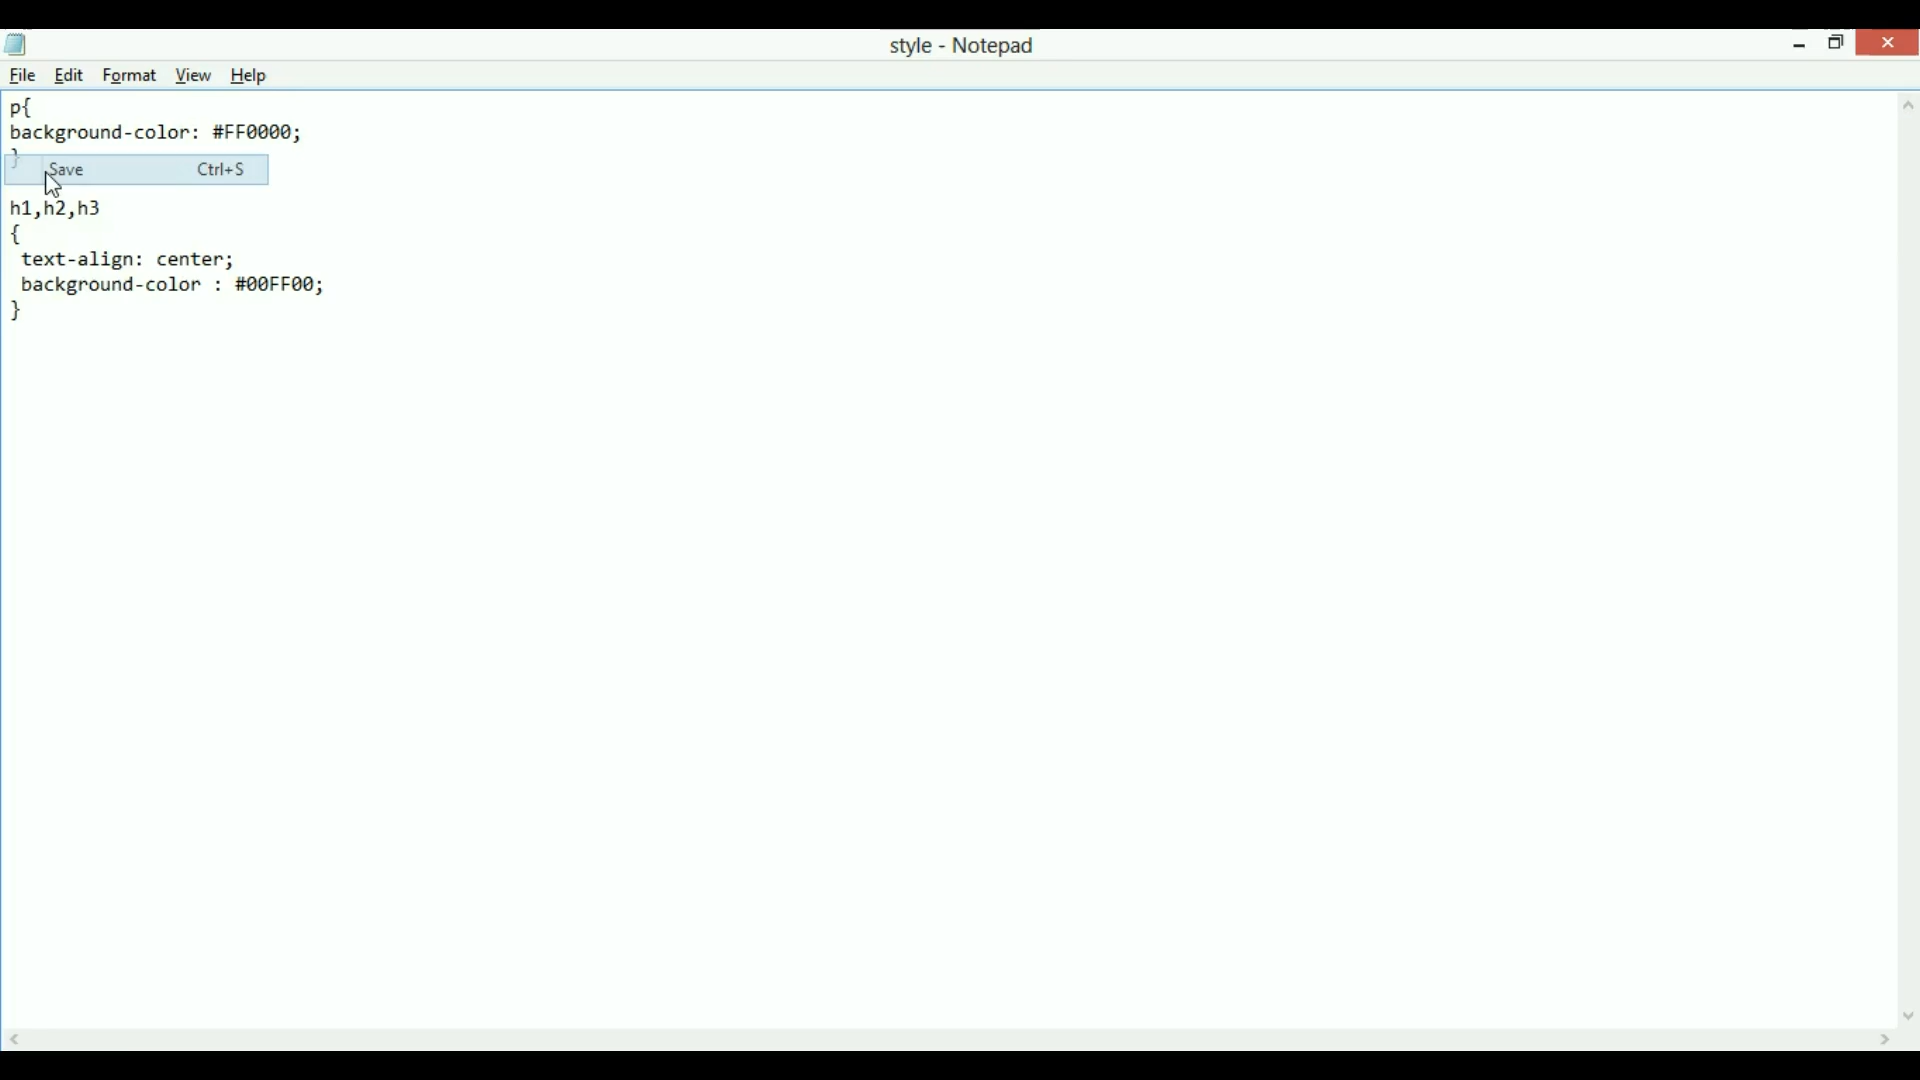 style - Notepad
File Edit Format View Help
p{
background-color: #FF0000;
}
Save Ctrl+S
h1,h2,h3
{
text-align: center;
background-color : #00FF00;
}